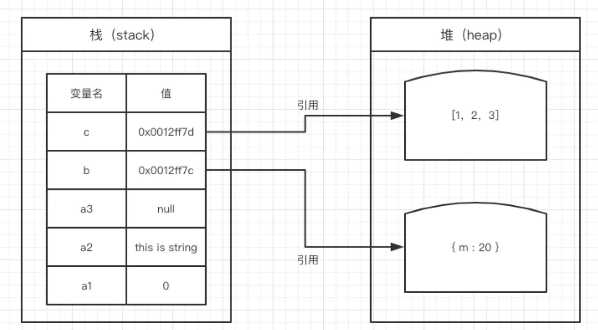 栈（stack）
变量名 值
c 0x0012ff7d
b 0x0012ff7c
a3 null
a2 this is string
a1 0
引用
引用
堆（heap）
[1，2，3]
{ m : 20 }